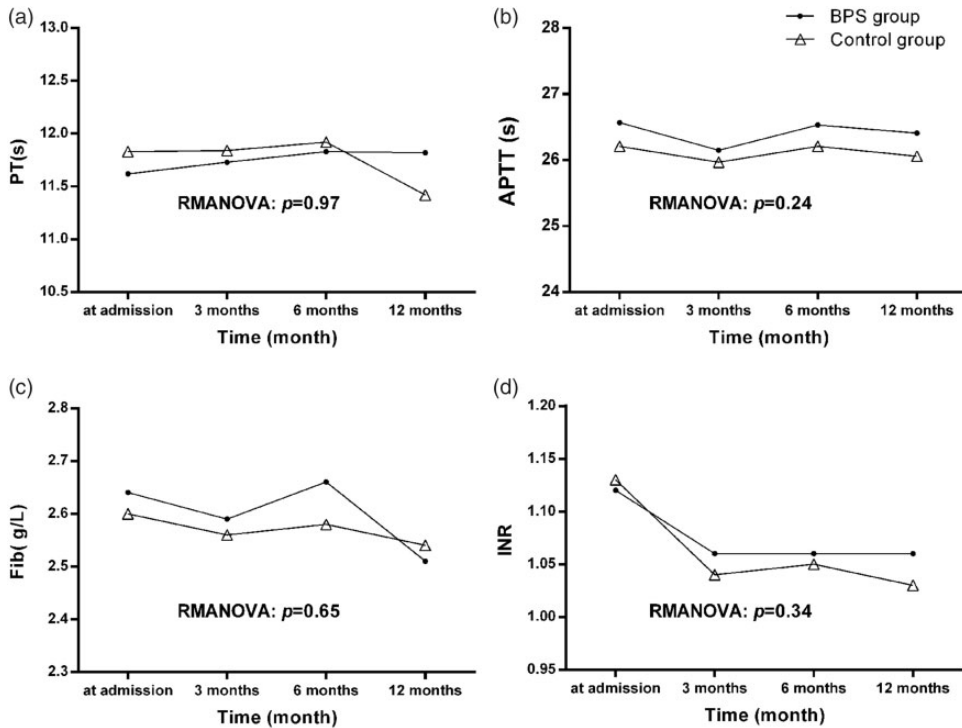 (a)
PT(s)
13.0
12.5
12.0
11.5
11.0
10.5
RMANOVA: p=0.97
at admission 3 months 6 months 12 months
Time (month)
(b)
BPS group
Control group
APTT (s)
28
27
26
25
24
RMANOVA: p=0.24
at admission 3 months 6 months 12 months
Time (month)
(c)
Fib( g/L)
2.8
2.7
2.6
2.5
2.4
2.3
RMANOVA: p=0.65
at admission 3 months 6 months 12 months
Time (month)
(d)
INR
1.20
1.15
1.10
1.05
1.00
0.95
RMANOVA: p=0.34
at admission 3 months 6 months 12 months
Time (month)